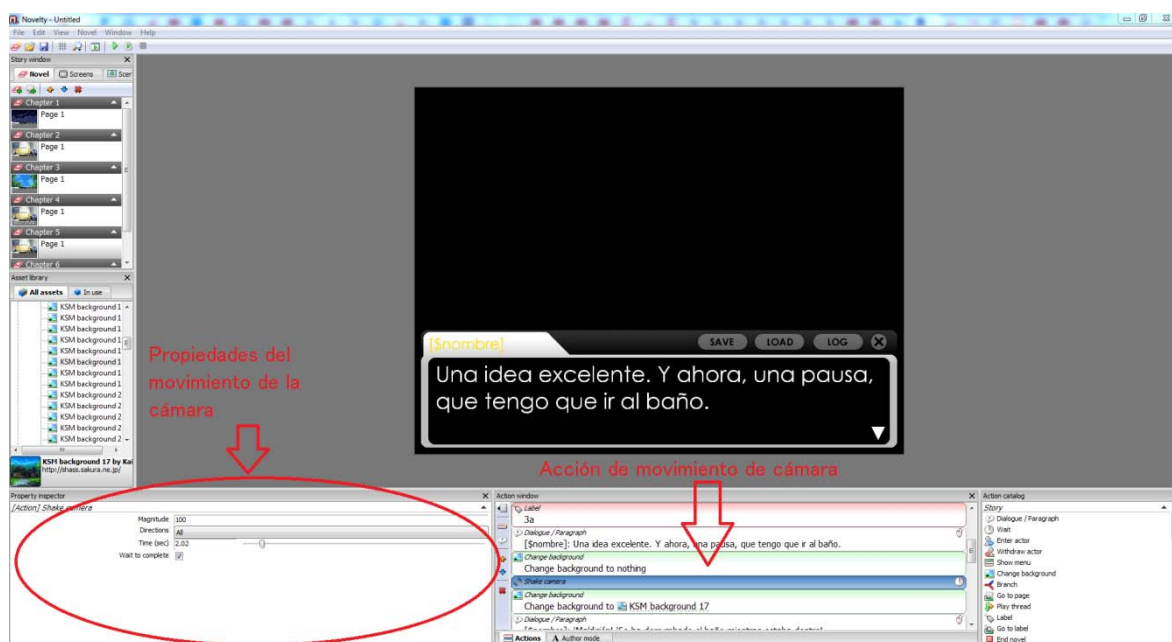 Novelty - Untitled
File Edit View Novel Window Help
Story window
Novel Screens Scer
Chapter 1
Page 1
Chapter 2
Page 1
Chapter 3
Page 1
Chapter 4
Page 1
Chapter 5
Page 1
Chapter 6
Asset library
All assets In use
KSM background 1
KSM background 1
KSM background 1
KSM background 1
KSM background 1
KSM background 1
KSM background 1
KSM background 1
KSM background 2
KSM background 2
KSM background 2
KSM background 2
KSM background 2
KSM background 17 by Kai
http://shass.sakura.ne.jp/
Propiedades del
movimiento de la
cámara
[$nombre]
SAVE LOAD LOG
Una idea excelente. Y ahora, una pausa,
que tengo que ir al baño.
Acción de movimiento de cámara
Property inspector
[Action] Shake camera
Magnitude 100
Directions All
Time (sec) 2.02
Wait to complete
Action window
Label
3a
Dialogue / Paragraph
[$nombre]: Una idea excelente. Y ahora, una pausa, que tengo que ir al baño.
Change background
Change background to nothing
Shake camera
Change background
Change background to KSM background 17
Dialogue / Paragraph
Actions Author mode
Action catalog
Story
Dialogue / Paragraph
Wait
Enter actor
Withdraw actor
Show menu
Change background
Branch
Go to page
Play thread
Label
Go to label
End novel